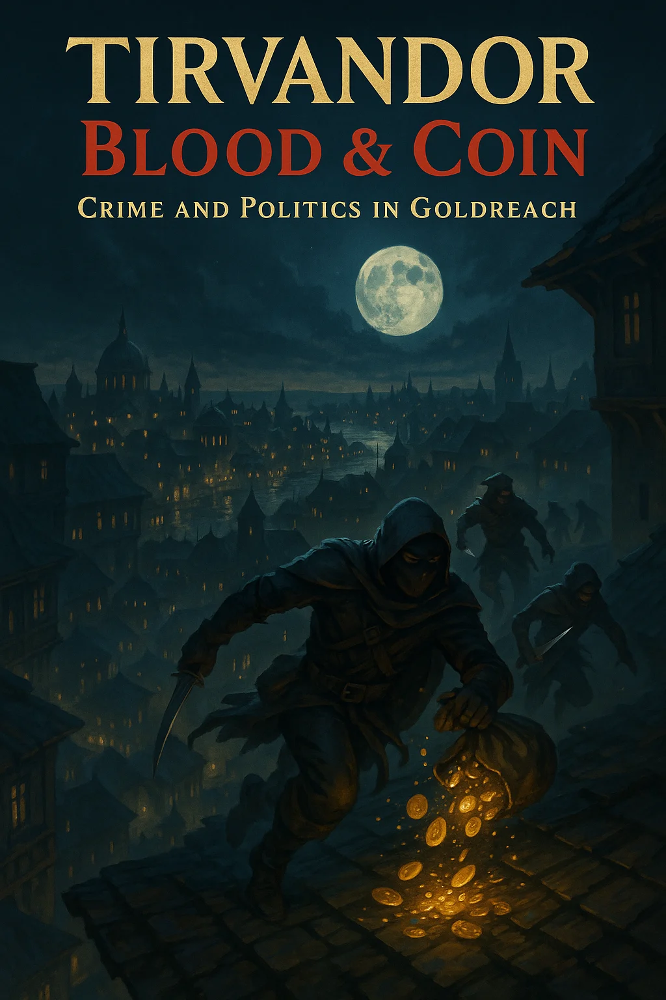 TIRVANDOR
BLOOD & COIN
CRIME AND POLITICS IN GOLDREACH